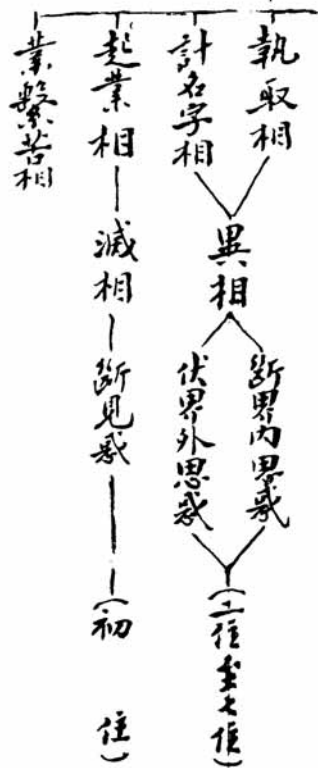 執取相
計名字相
異相
斷界內思惑
伏界外思惑
(二住至七住)
起業相
滅相
斷見惑
(初住)
業繫苦相